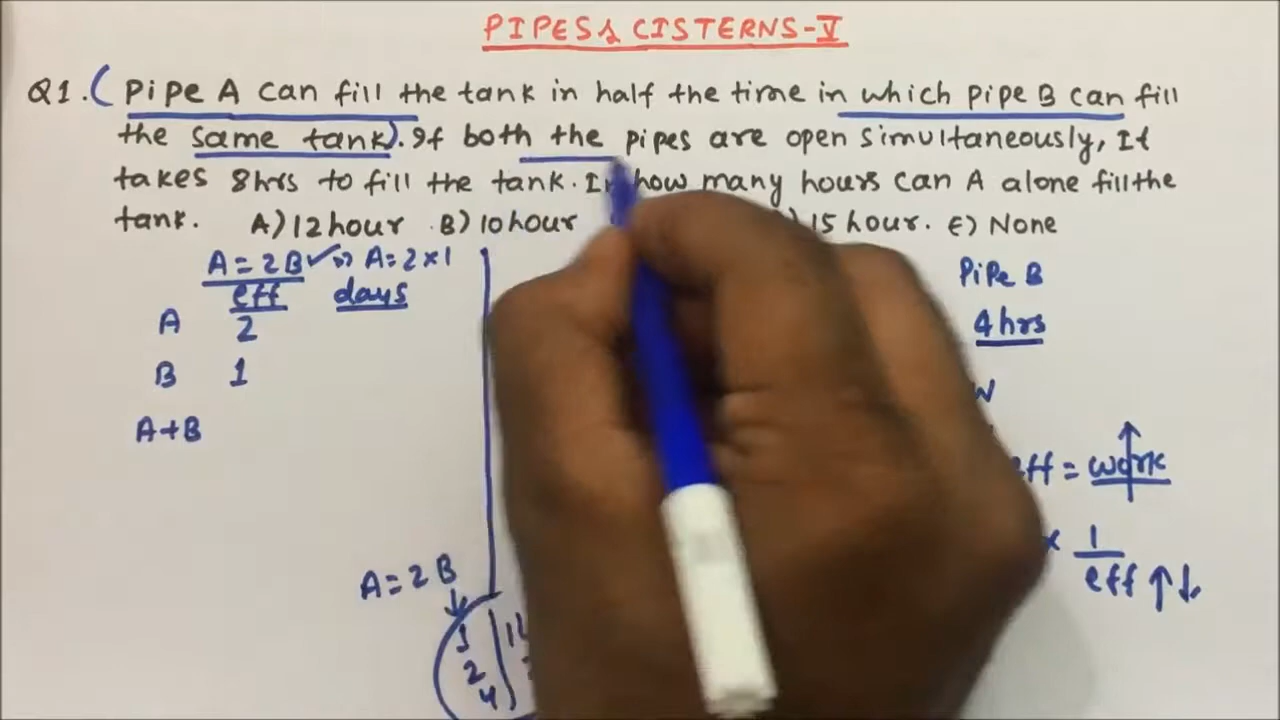 PIPES & CISTERNS-V
Q1. (Pipe A can fill the tank in half the time in which pipe B can fill
the same tank). If both the pipes are open simultaneously, It
takes 8hrs to fill the tank. In how many hours can A alone fill the
tank. A) 12 hour B) 10 hour 15 hour. E) None
A = 2B ✓ => A = 2×1
eff days
A 2
B 1
A+B
Pipe B
4hrs
eff = work
× 1
eff ↑↓
A = 2B
↓
1
2
4